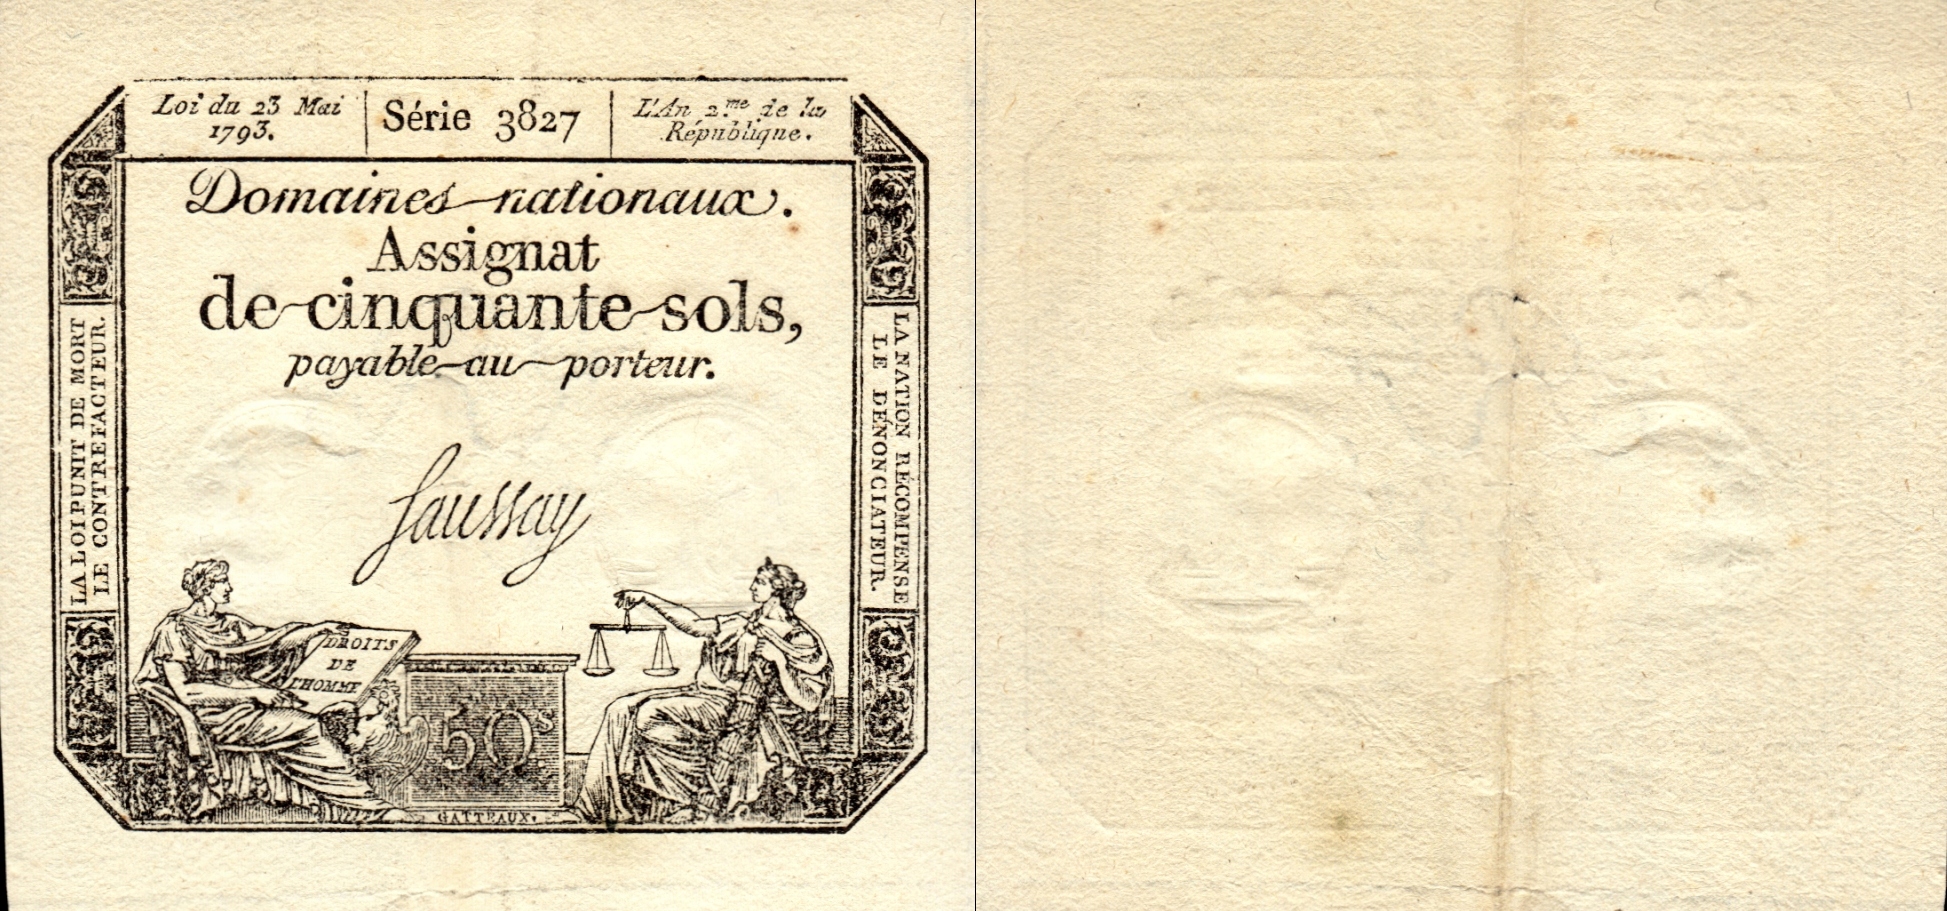 Loi du 23 Mai
1793.
Série 3827
L'An 2.me de la
République.
Domaines nationaux.
Assignat
de cinquante sols,
payable au porteur.
LA LOI PUNIT DE MORT
LE CONTREFACTEUR.
LA NATION RÉCOMPENSE
LE DÉNONCIATEUR.
Saussay
DROITS
DE
L'HOMME
50s.
GATTEAUX.